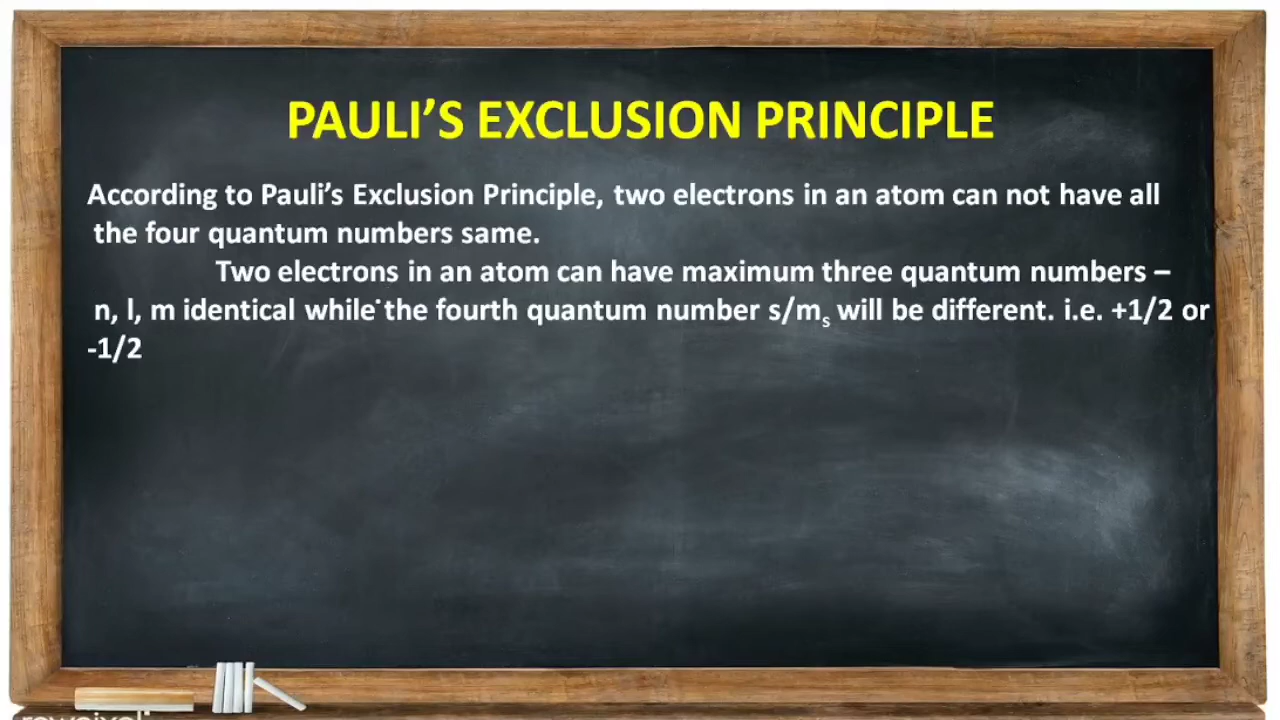 PAULI’S EXCLUSION PRINCIPLE
According to Pauli’s Exclusion Principle, two electrons in an atom can not have all
the four quantum numbers same.
Two electrons in an atom can have maximum three quantum numbers –
n, l, m identical while the fourth quantum number s/mₛ will be different. i.e. +1/2 or
-1/2